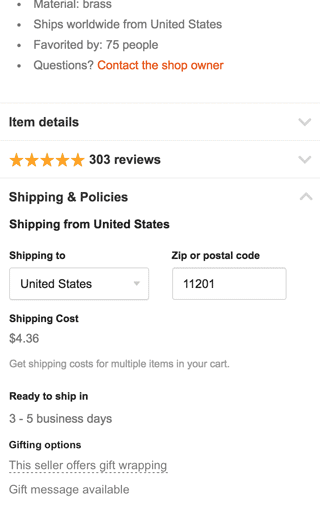 Material: brass
Ships worldwide from United States
Favorited by: 75 people
Questions? Contact the shop owner
Item details
303 reviews
Shipping & Policies
Shipping from United States
Shipping to Zip or postal code
United States 11201
Shipping Cost
$4.36
Get shipping costs for multiple items in your cart.
Ready to ship in
3 - 5 business days
Gifting options
This seller offers gift wrapping
Gift message available